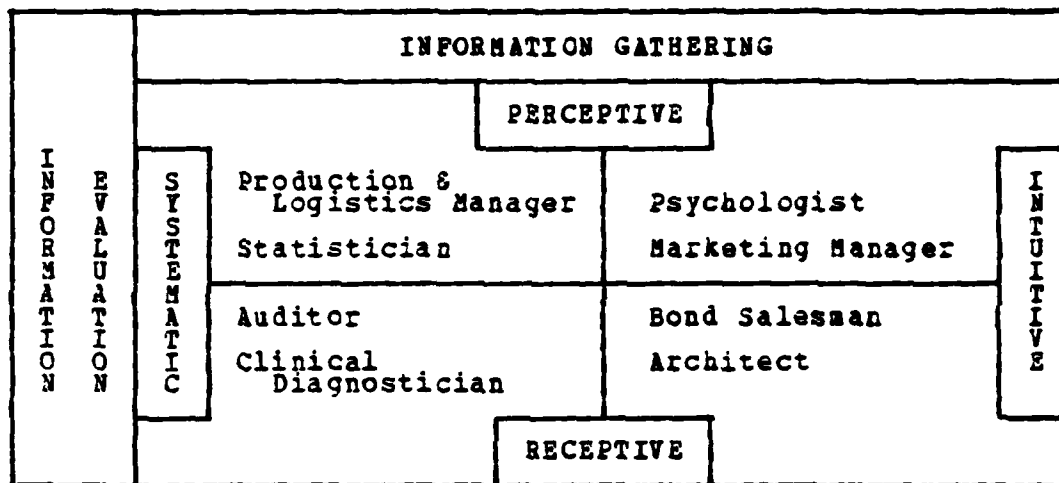 INFORMATION GATHERING
PERCEPTIVE
INFORMATION
EVALUATION
SYSTEMATIC
Production &
Logistics Manager
Statistician
Psychologist
Marketing Manager
INTUITIVE
Auditor
Clinical
Diagnostician
Bond Salesman
Architect
RECEPTIVE